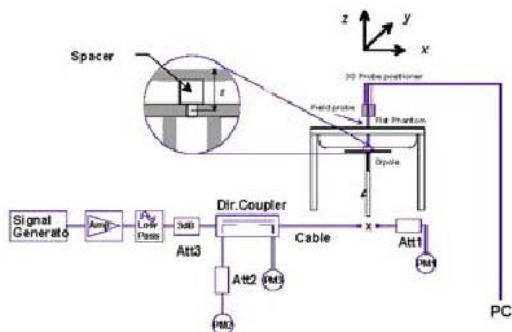 z
y
x
Spacer
s
3D Probe positioner
Field probe
Flat Phantom
Dipole
Dir.Coupler
Signal
Generato
Amp
Low
Pass
3dB
Att3
Cable
x
Att1
Att2
PM3
PM1
PM2
PC